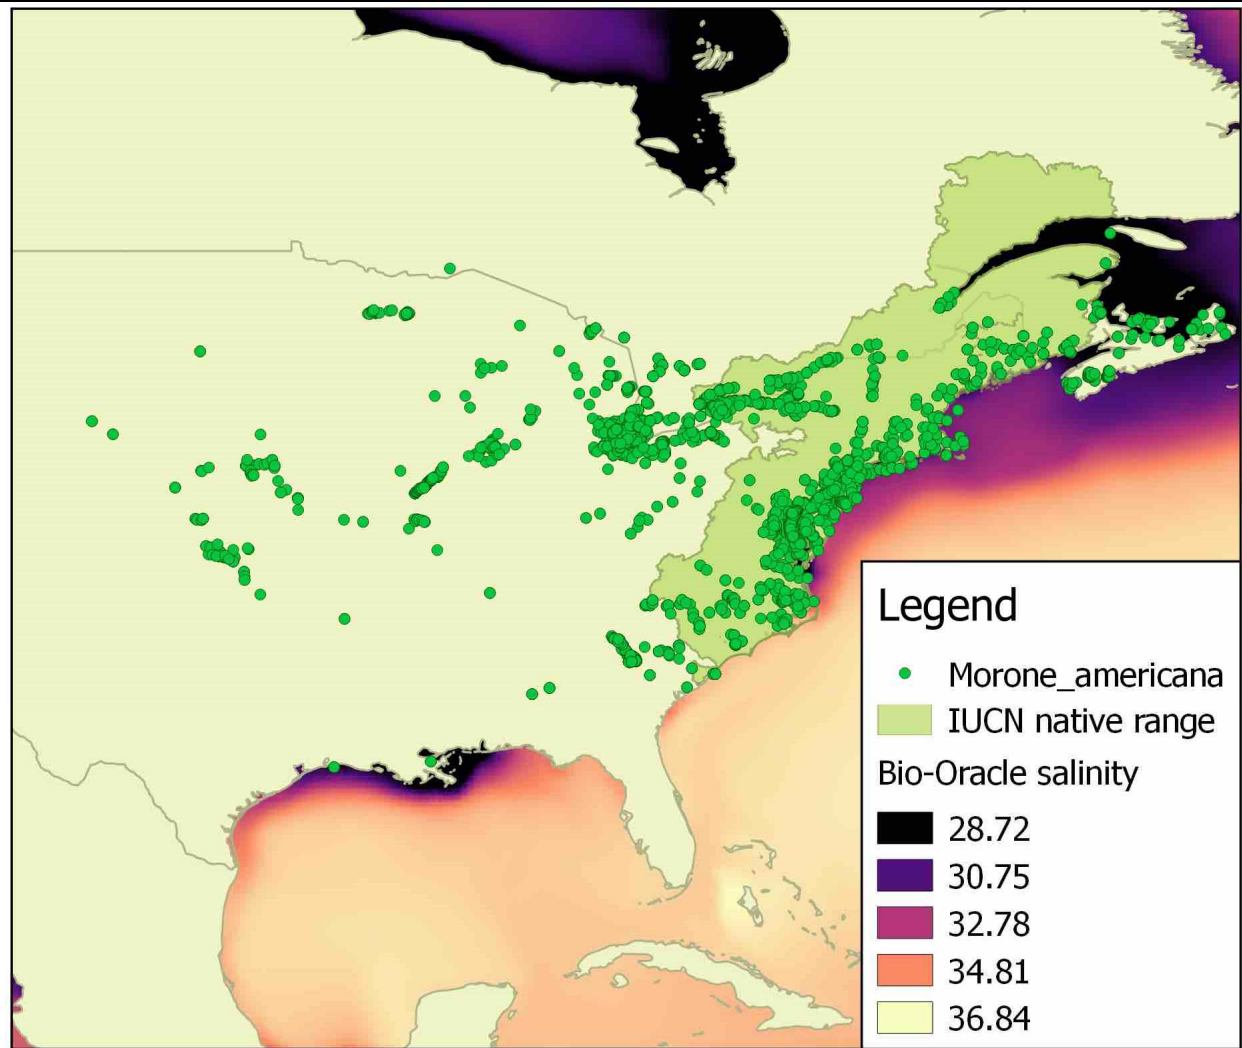 Legend
Morone_americana
IUCN native range
Bio-Oracle salinity
28.72
30.75
32.78
34.81
36.84